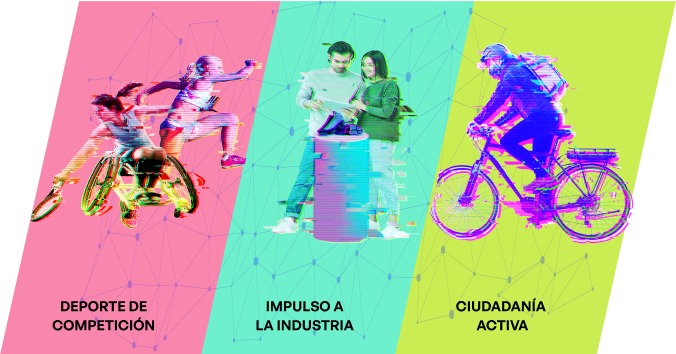 DEPORTE DE
COMPETICIÓN
IMPULSO A
LA INDUSTRIA
CIUDADANÍA
ACTIVA